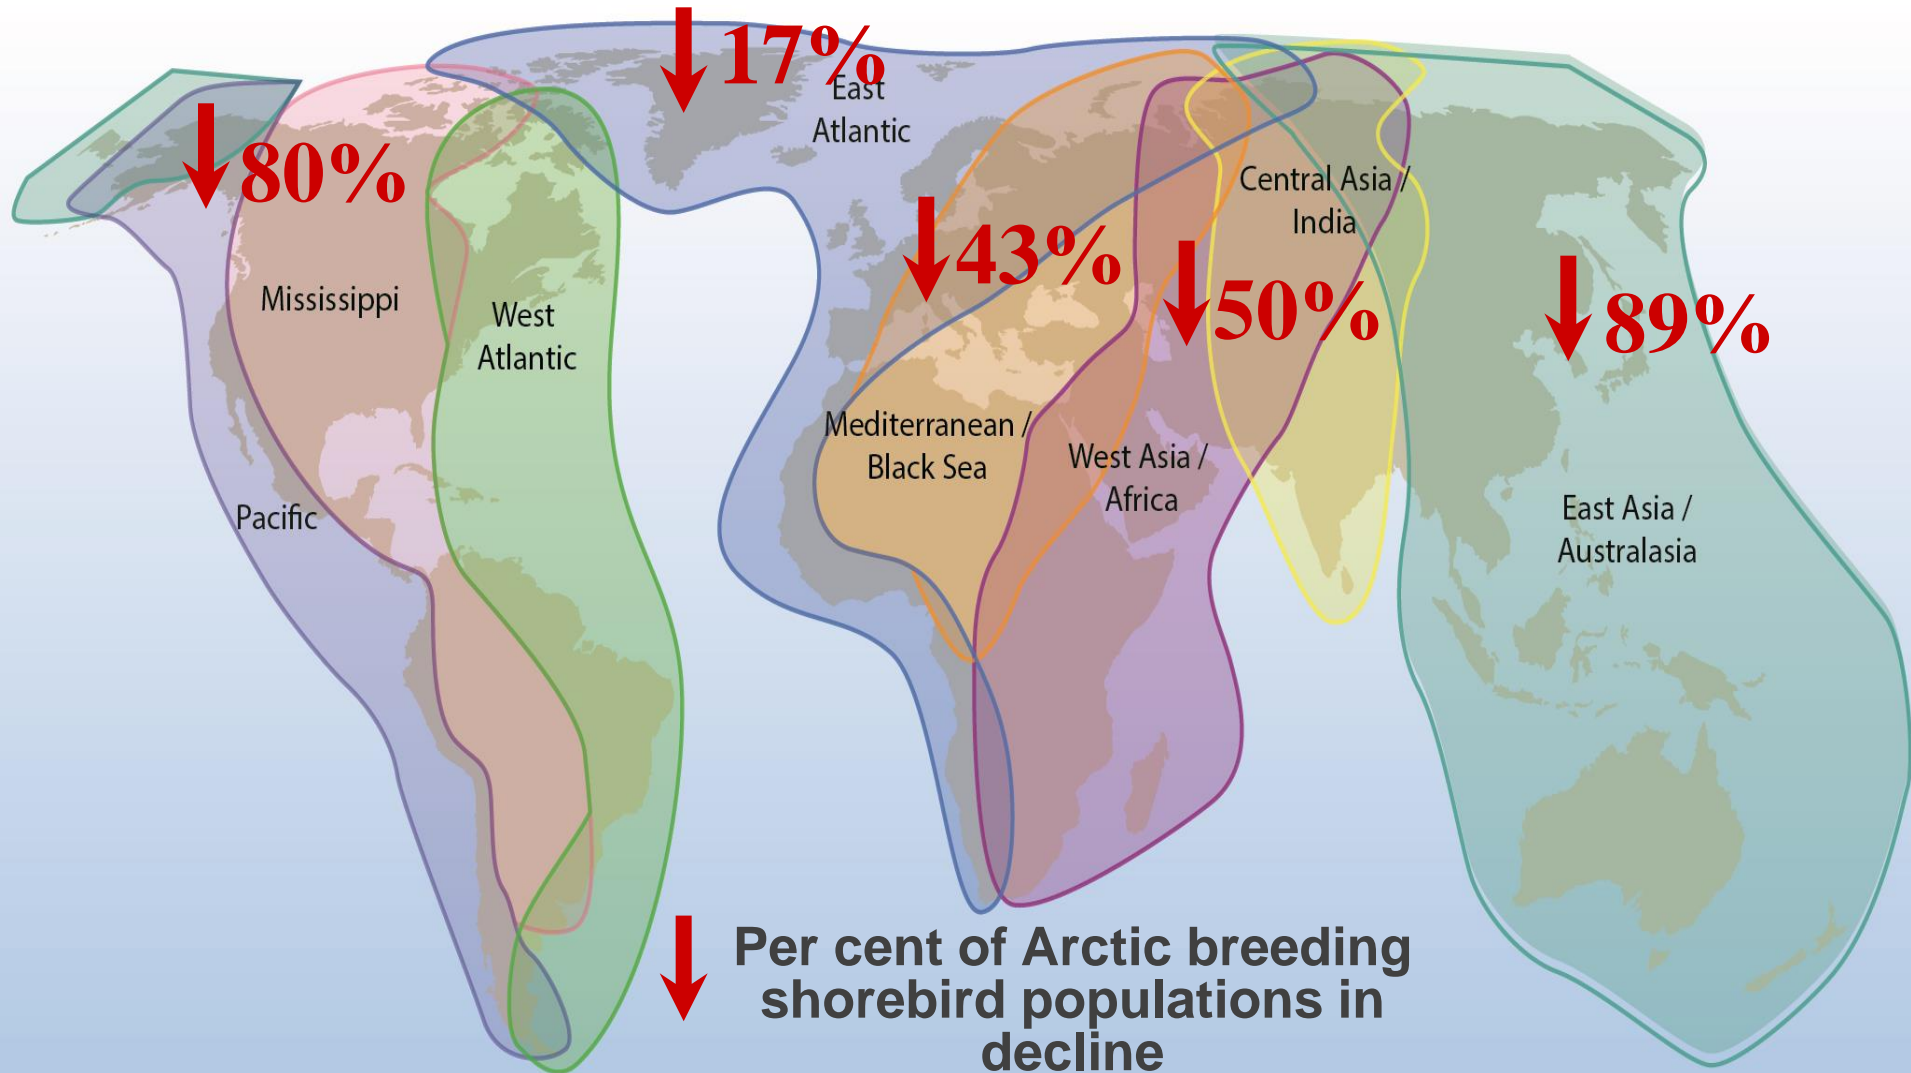 17%
East
Atlantic
80%
Central Asia /
India
43%
Mississippi
West
Atlantic
50%
89%
Mediterranean /
Black Sea
West Asia /
Africa
Pacific
East Asia /
Australasia
Per cent of Arctic breeding
shorebird populations in
decline